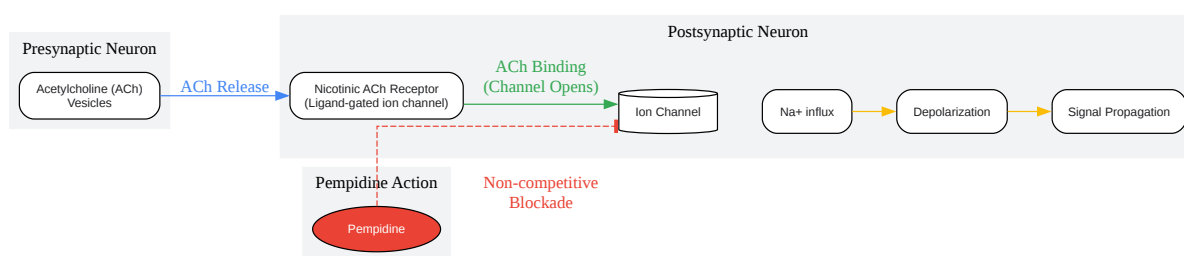 Presynaptic Neuron
Acetylcholine (ACh)
Vesicles
ACh Release
Postsynaptic Neuron
Nicotinic ACh Receptor
(Ligand-gated ion channel)
ACh Binding
(Channel Opens)
Ion Channel
Na+ influx
Depolarization
Signal Propagation
Pempidine Action
Pempidine
Non-competitive
Blockade